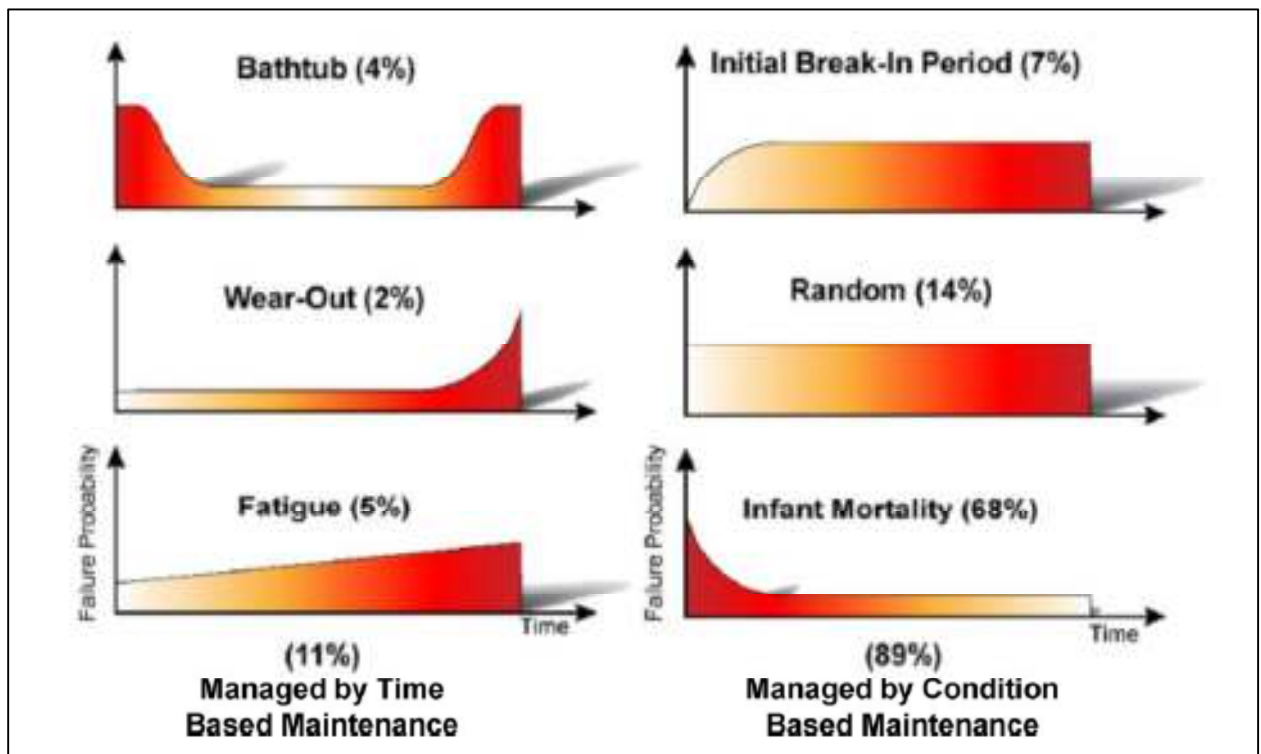 Bathtub (4%)
Initial Break-In Period (7%)
Wear-Out (2%)
Random (14%)
Failure Probability
Fatigue (5%)
Time
Failure Probability
Infant Mortality (68%)
Time
(11%)
Managed by Time
Based Maintenance
(89%)
Managed by Condition
Based Maintenance